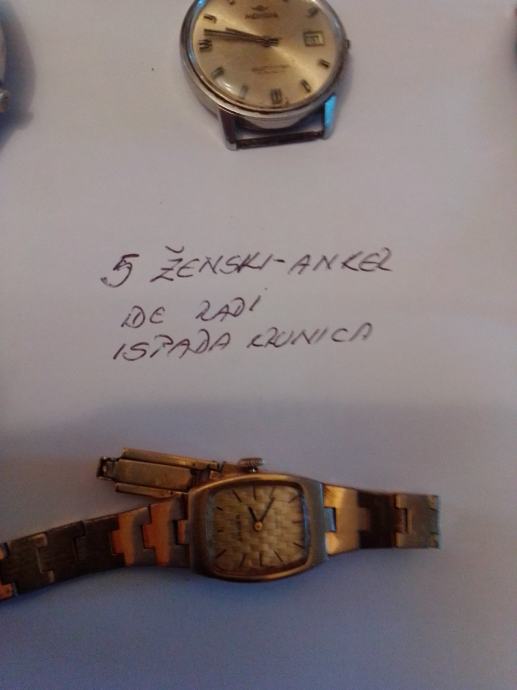 5 ŽENSKI-ANKER
NE RADI
ISPADA KRUNICA